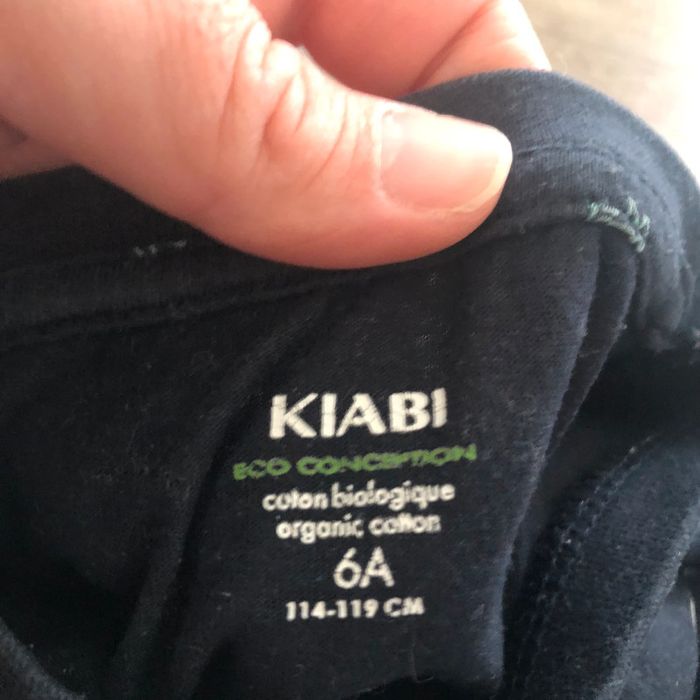 KIABI
ECO CONCEPTION
coton biologique
organic cotton
6A
114-119 CM